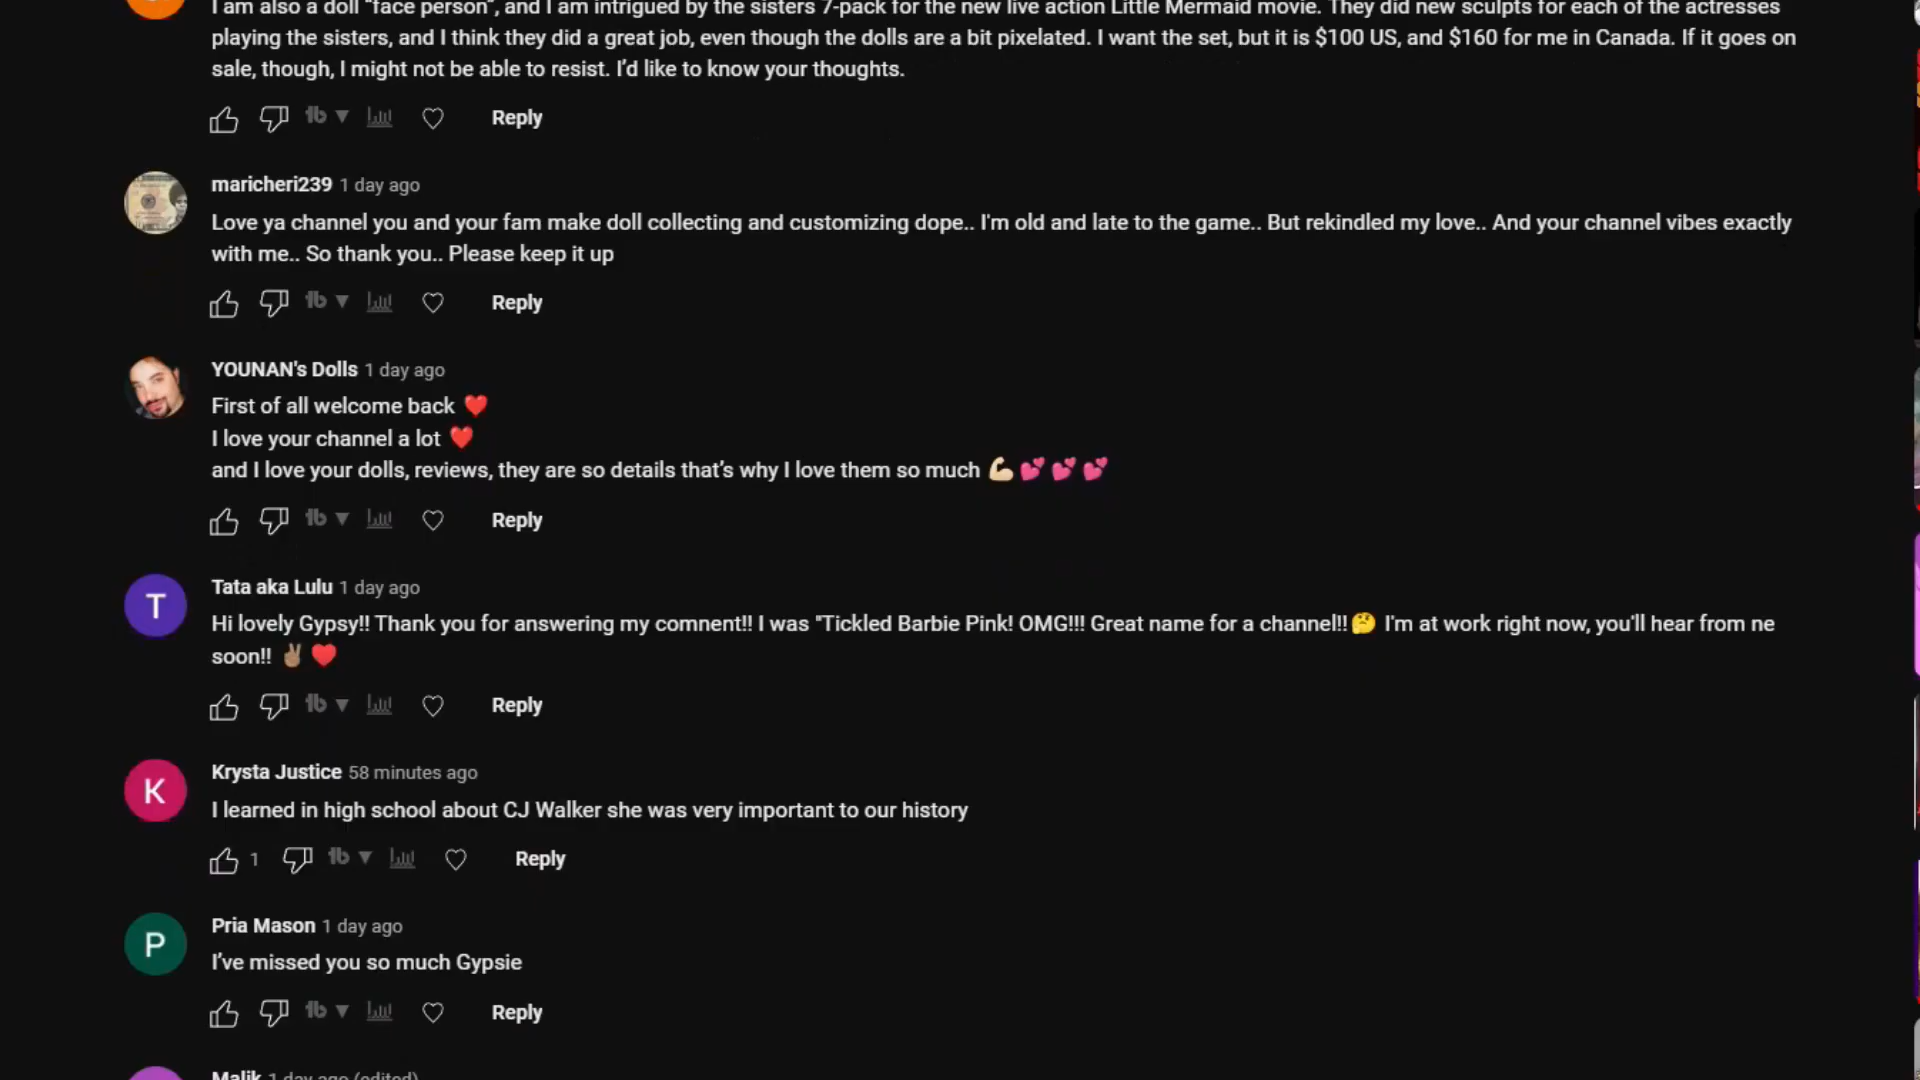 I am also a doll "face person", and I am intrigued by the sisters 7-pack for the new live action Little Mermaid movie. They did new sculpts for each of the actresses
playing the sisters, and I think they did a great job, even though the dolls are a bit pixelated. I want the set, but it is $100 US, and $160 for me in Canada. If it goes on
sale, though, I might not be able to resist. I'd like to know your thoughts.
Reply
maricheri239 1 day ago
Love ya channel you and your fam make doll collecting and customizing dope.. I'm old and late to the game.. But rekindled my love.. And your channel vibes exactly
with me.. So thank you.. Please keep it up
Reply
YOUNAN's Dolls 1 day ago
First of all welcome back ❤️
I love your channel a lot ❤️
and I love your dolls, reviews, they are so details that's why I love them so much 💪🏻💕💕💕
Reply
T
Tata aka Lulu 1 day ago
Hi lovely Gypsy!! Thank you for answering my comnent!! I was "Tickled Barbie Pink! OMG!!! Great name for a channel!!🤔 I'm at work right now, you'll hear from ne
soon!! ✌🏽❤️
Reply
K
Krysta Justice 58 minutes ago
I learned in high school about CJ Walker she was very important to our history
1 Reply
P
Pria Mason 1 day ago
I've missed you so much Gypsie
Reply
Malik 1 day ago (edited)